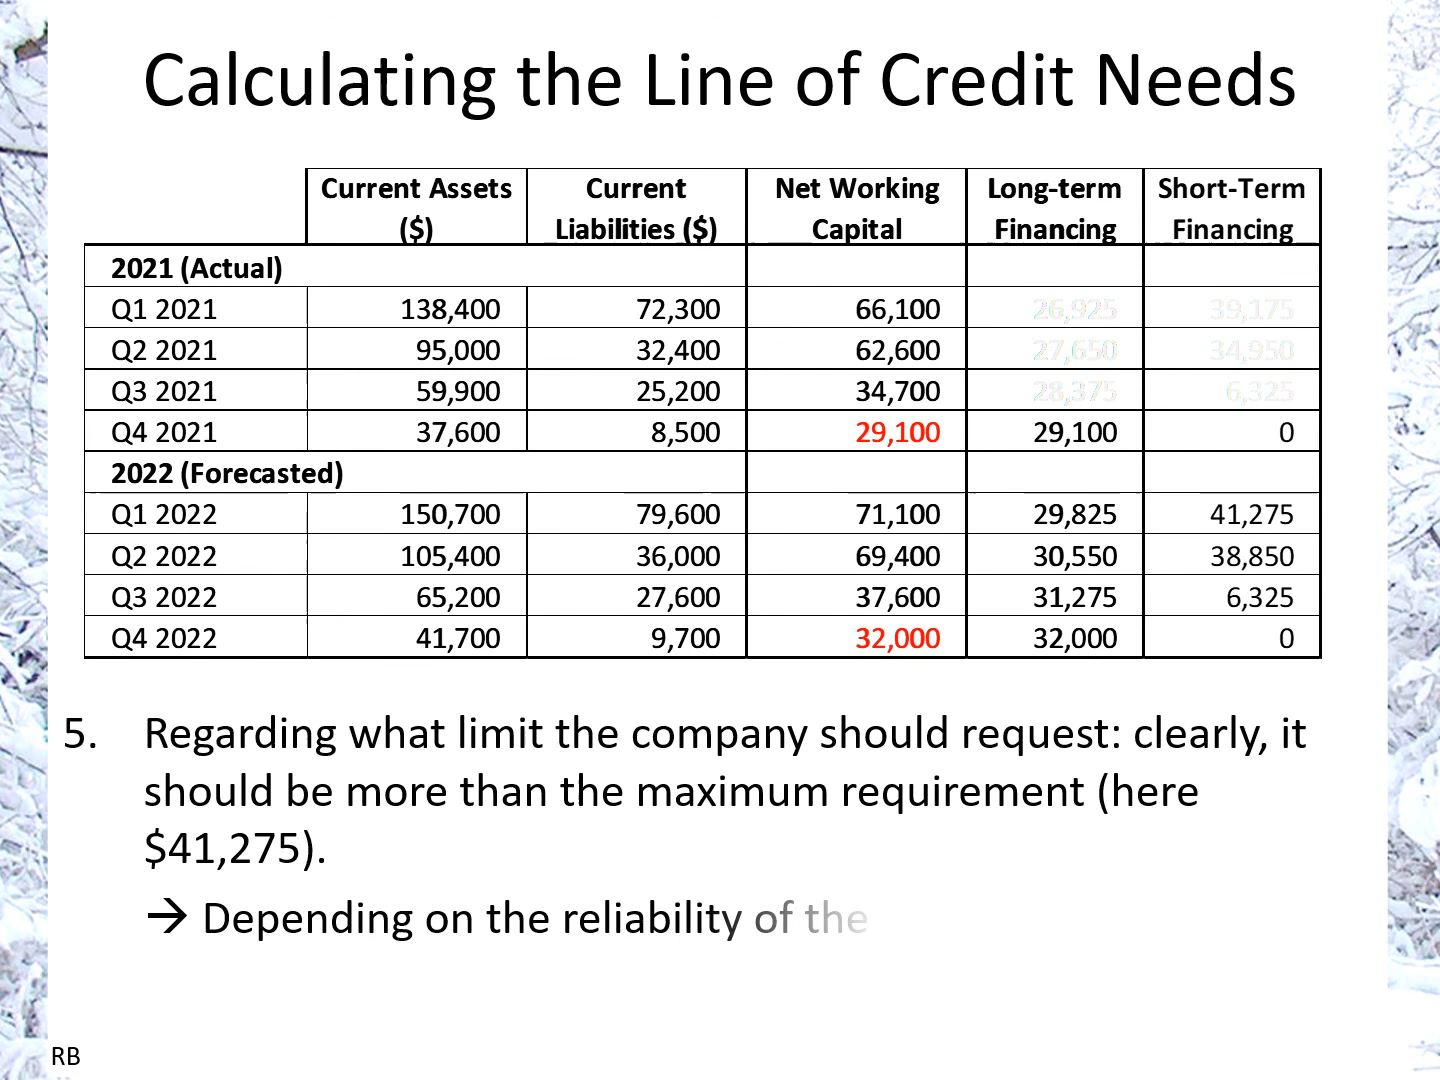 Calculating the Line of Credit Needs
Current Assets Current Net Working Long-term Short-Term
($) Liabilities ($) Capital Financing Financing
2021 (Actual)
Q1 2021 138,400 72,300 66,100 26,925 39,175
Q2 2021 95,000 32,400 62,600 27,650 34,950
Q3 2021 59,900 25,200 34,700 28,375 6,325
Q4 2021 37,600 8,500 29,100 29,100 0
2022 (Forecasted)
Q1 2022 150,700 79,600 71,100 29,825 41,275
Q2 2022 105,400 36,000 69,400 30,550 38,850
Q3 2022 65,200 27,600 37,600 31,275 6,325
Q4 2022 41,700 9,700 32,000 32,000 0
5. Regarding what limit the company should request: clearly, it
should be more than the maximum requirement (here
$41,275).
→ Depending on the reliability of the
RB